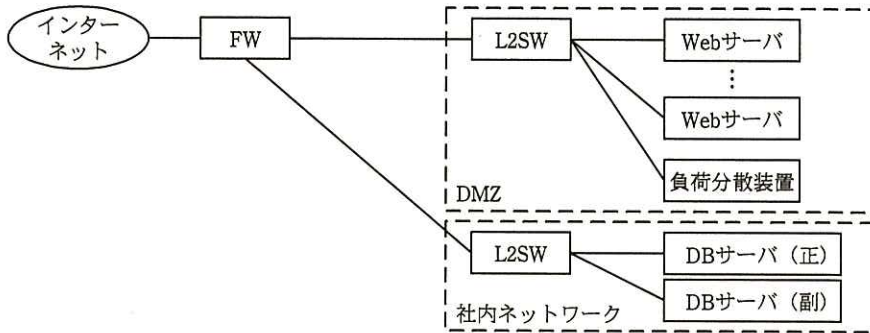 インター
ネット
FW
L2SW
Webサーバ
⋮
Webサーバ
負荷分散装置
DMZ
L2SW
DBサーバ（正）
DBサーバ（副）
社内ネットワーク